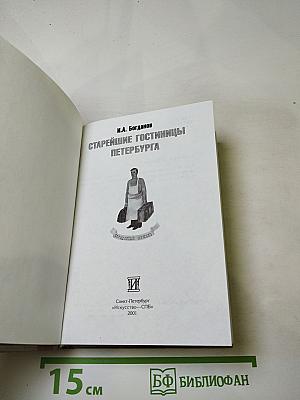 И.А. Богданов
СТАРЕЙШИЕ ГОСТИНИЦЫ
ПЕТЕРБУРГА
Санкт-Петербург
«Искусство—СПБ»
2001
15 см
БФ БИБЛИОФАН